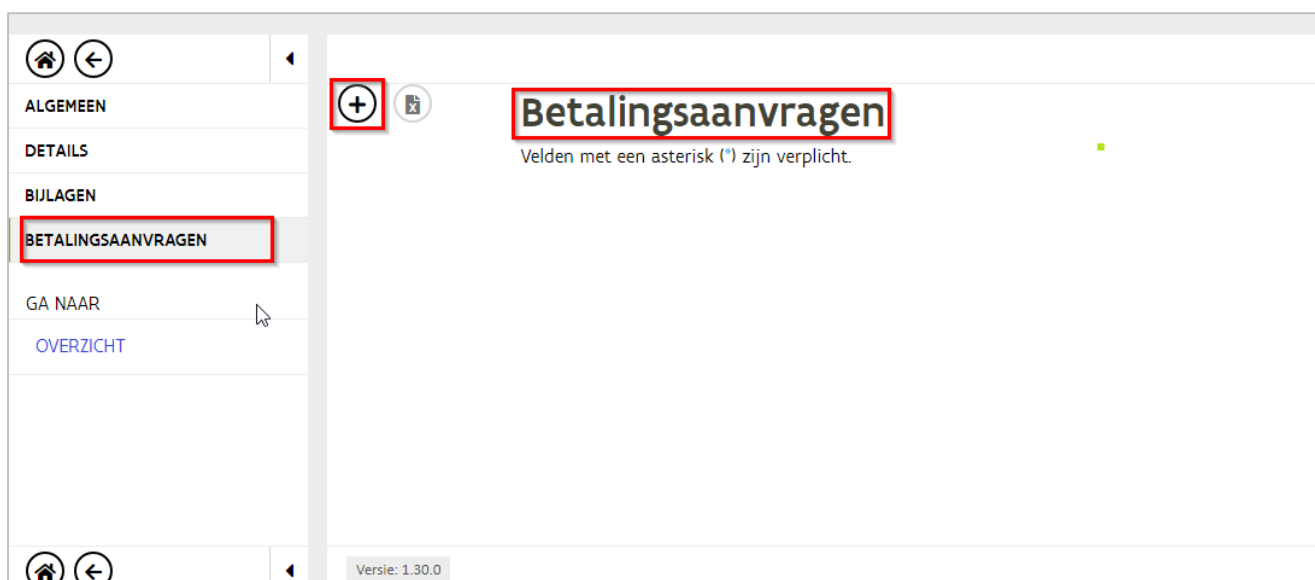 ALGEMEEN
DETAILS
BIJLAGEN
BETALINGSAANVRAGEN
GA NAAR
OVERZICHT
Betalingsaanvragen
Velden met een asterisk (*) zijn verplicht.
Versie: 1.30.0